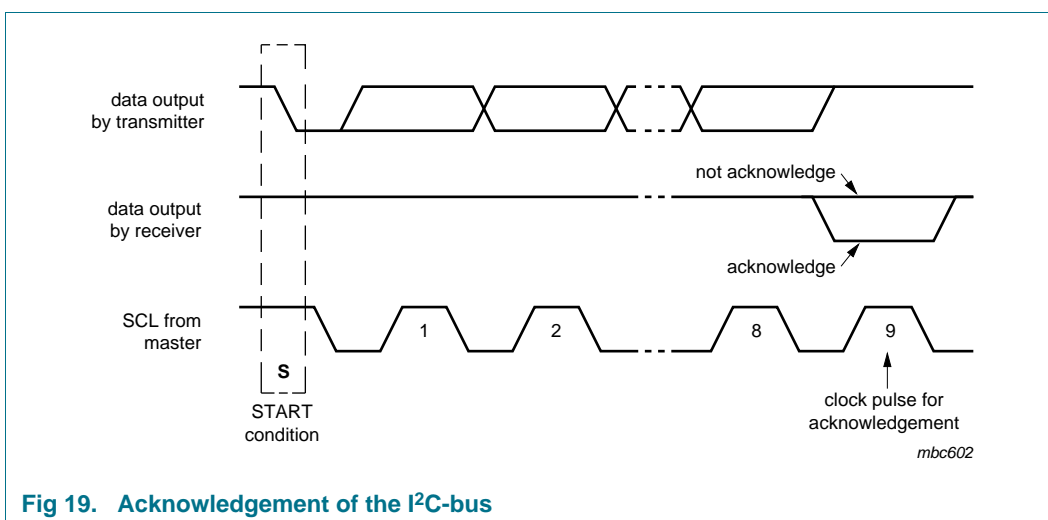 data output
by transmitter
not acknowledge
data output
by receiver
acknowledge
SCL from
master
1
2
8
9
S
START
condition
clock pulse for
acknowledgement
mbc602
Fig 19. Acknowledgement of the I²C-bus